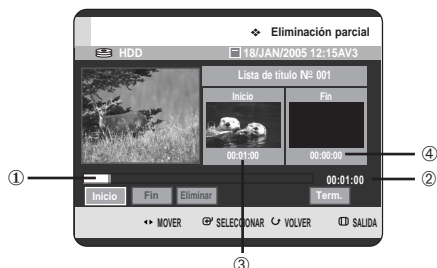 ❖ Eliminación parcial
HDD 18/JAN/2005 12:15AV3
Lista de titulo Nº 001
Inicio Fin
00:01:00 00:00:00 ④
① 00:01:00 ②
Inicio Fin Eliminar Term.
MOVER SELECCIONAR VOLVER SALIDA
③